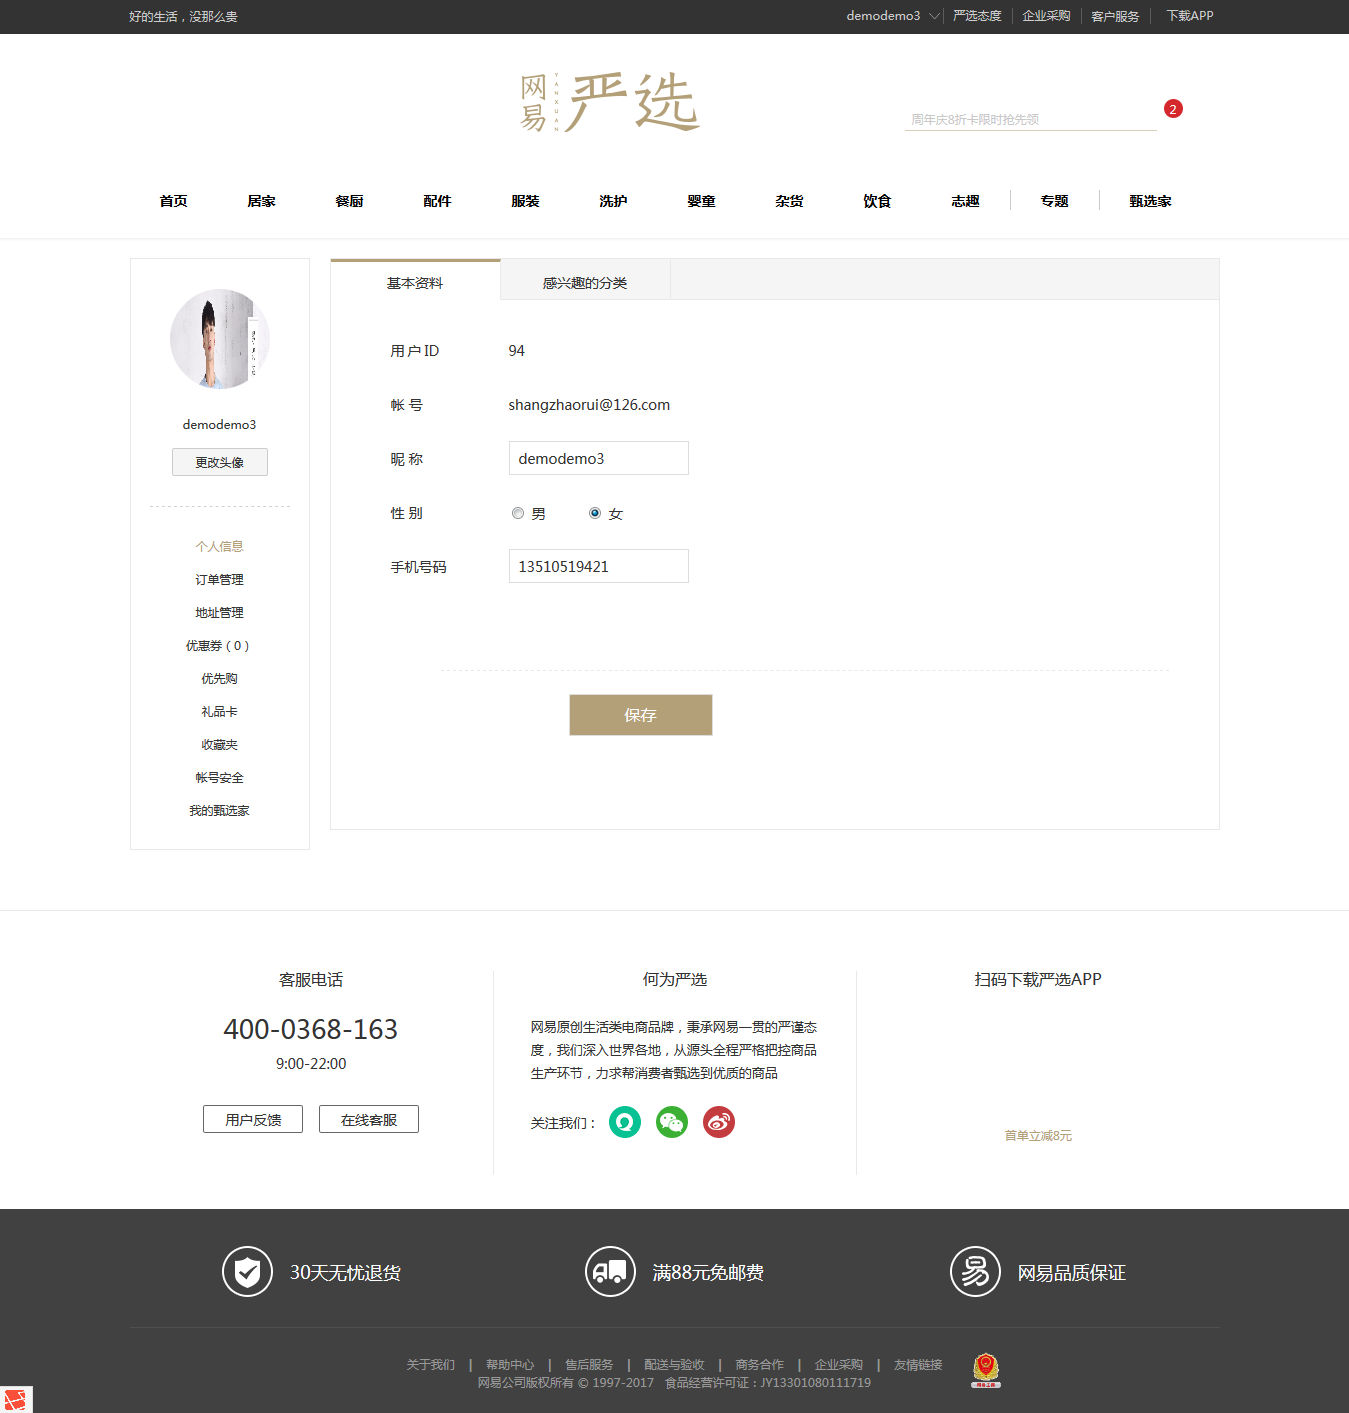 好的生活，没那么贵
demodemo3 严选态度 企业采购 客户服务 下载APP
网易 YANXUAN 严选
周年庆8折卡限时抢先领
2
首页 居家 餐厨 配件 服装 洗护 婴童 杂货 饮食 志趣 专题 甄选家
demodemo3
更改头像
个人信息
订单管理
地址管理
优惠券（0）
优先购
礼品卡
收藏夹
帐号安全
我的甄选家
基本资料 感兴趣的分类
用 户 ID 94
帐 号 shangzhaorui@126.com
昵 称 demodemo3
性 别 男 女
手机号码 13510519421
保存
客服电话
400-0368-163
9:00-22:00
用户反馈 在线客服
何为严选
网易原创生活类电商品牌，秉承网易一贯的严谨态
度，我们深入世界各地，从源头全程严格把控商品
生产环节，力求帮消费者甄选到优质的商品
关注我们：
扫码下载严选APP
首单立减8元
30天无忧退货 满88元免邮费 易 网易品质保证
关于我们 | 帮助中心 | 售后服务 | 配送与验收 | 商务合作 | 企业采购 | 友情链接
网易公司版权所有 © 1997-2017 食品经营许可证：JY13301080111719